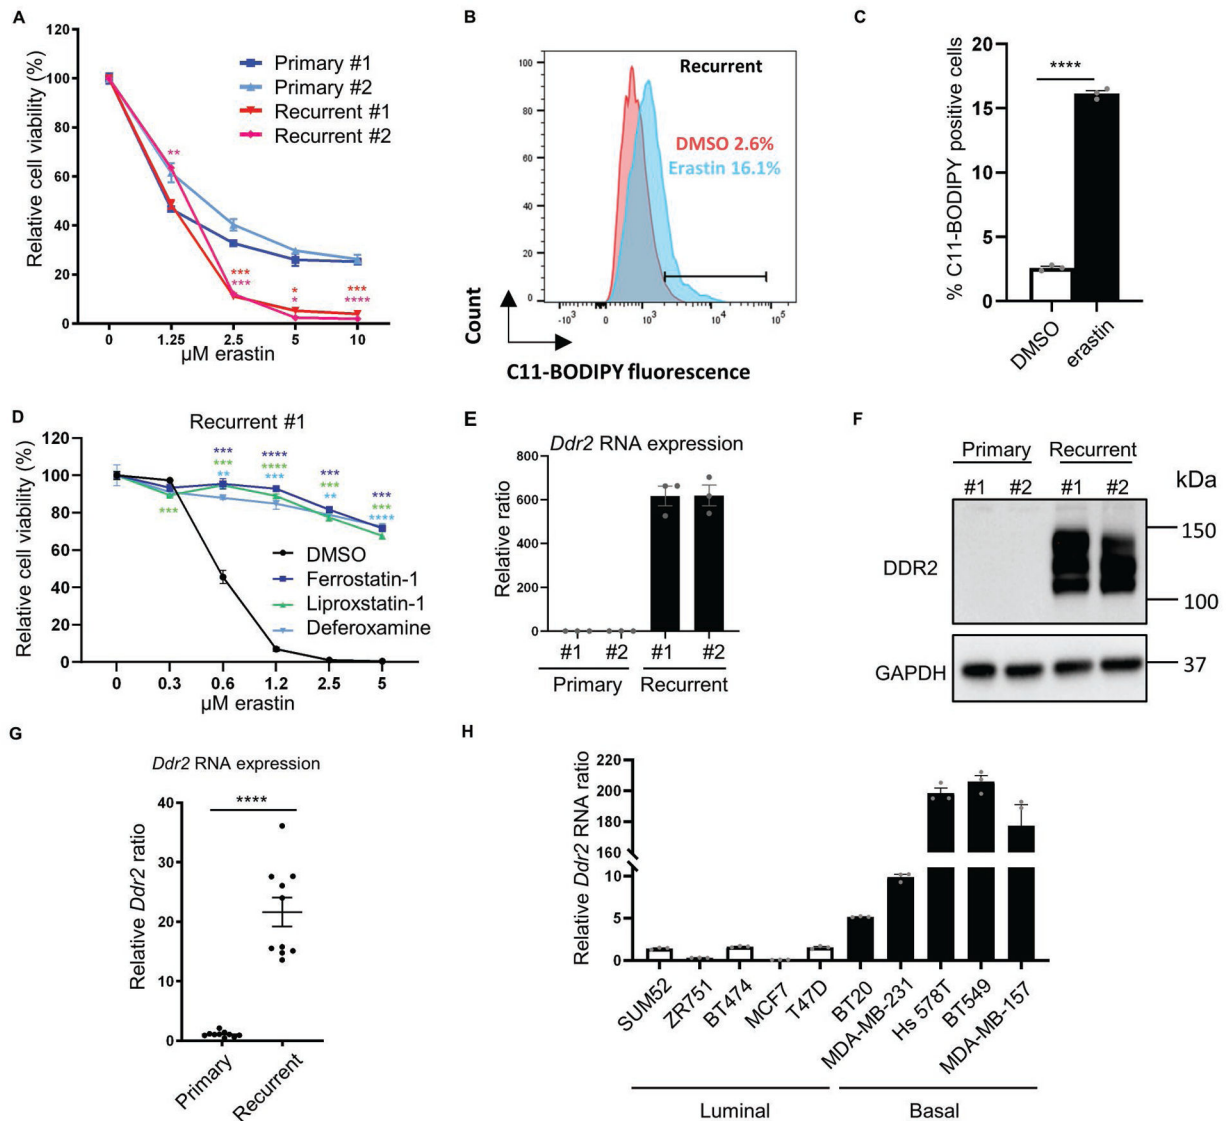 A
Relative cell viability (%)
120
100
80
60
40
20
0
0 1.25 2.5 5 10
µM erastin
Primary #1
Primary #2
Recurrent #1
Recurrent #2
**
***
***
*
*
***
****
B
Recurrent
DMSO 2.6%
Erastin 16.1%
100
80
60
40
20
0
-10³ 0 10³ 10⁴ 10⁵
Count
C11-BODIPY fluorescence
C
% C11-BODIPY positive cells
20
15
10
5
0
****
DMSO
erastin
D
Recurrent #1
Relative cell viability (%)
120
100
80
60
40
20
0
0 0.3 0.6 1.2 2.5 5
µM erastin
***
***
***
**
****
****
***
***
***
**
***
***
****
DMSO
Ferrostatin-1
Liproxstatin-1
Deferoxamine
E
Ddr2 RNA expression
Relative ratio
800
600
400
200
0
#1 #2 #1 #2
Primary Recurrent
F
Primary Recurrent
#1 #2 #1 #2 kDa
DDR2
150
100
GAPDH
37
G
Ddr2 RNA expression
Relative Ddr2 ratio
****
40
30
20
10
0
Primary
Recurrent
H
Relative Ddr2 RNA ratio
220
200
180
160
10
5
0
SUM52
ZR751
BT474
MCF7
T47D
BT20
MDA-MB-231
Hs 578T
BT549
MDA-MB-157
Luminal Basal